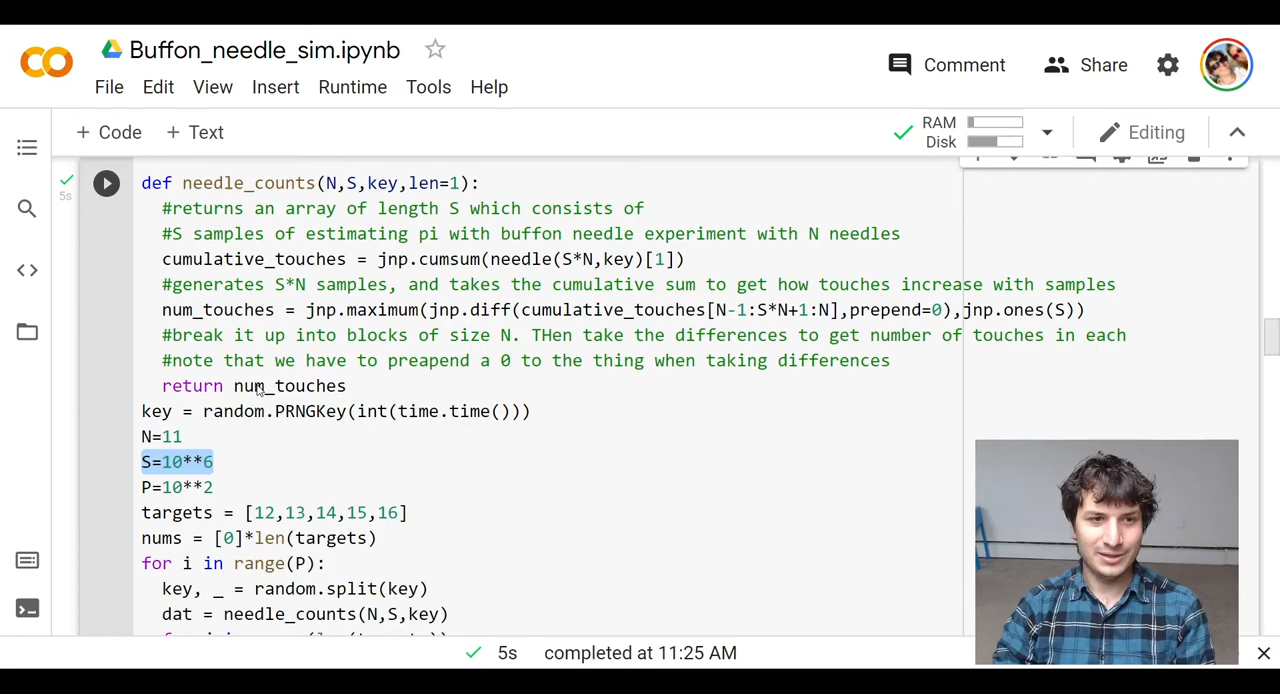 Buffon_needle_sim.ipynb
File Edit View Insert Runtime Tools Help
Comment Share
+ Code + Text
RAM
Disk
Editing
5s
def needle_counts(N,S,key,len=1):
#returns an array of length S which consists of
#S samples of estimating pi with buffon needle experiment with N needles
cumulative_touches = jnp.cumsum(needle(S*N,key)[1])
#generates S*N samples, and takes the cumulative sum to get how touches increase with samples
num_touches = jnp.maximum(jnp.diff(cumulative_touches[N-1:S*N+1:N],prepend=0),jnp.ones(S))
#break it up into blocks of size N. THen take the differences to get number of touches in each
#note that we have to preapend a 0 to the thing when taking differences
return num_touches
key = random.PRNGKey(int(time.time()))
N=11
S=10**6
P=10**2
targets = [12,13,14,15,16]
nums = [0]*len(targets)
for i in range(P):
key, _ = random.split(key)
dat = needle_counts(N,S,key)
5s completed at 11:25 AM